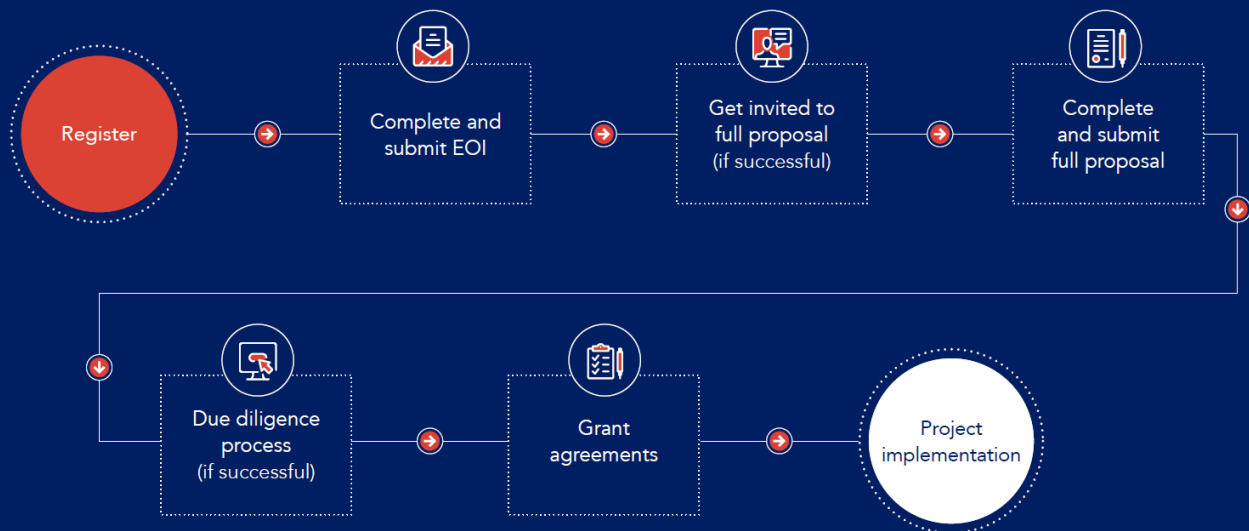 Register
Complete and
submit EOI
Get invited to
full proposal
(if successful)
Complete
and submit
full proposal
Due diligence
process
(if successful)
Grant
agreements
Project
implementation